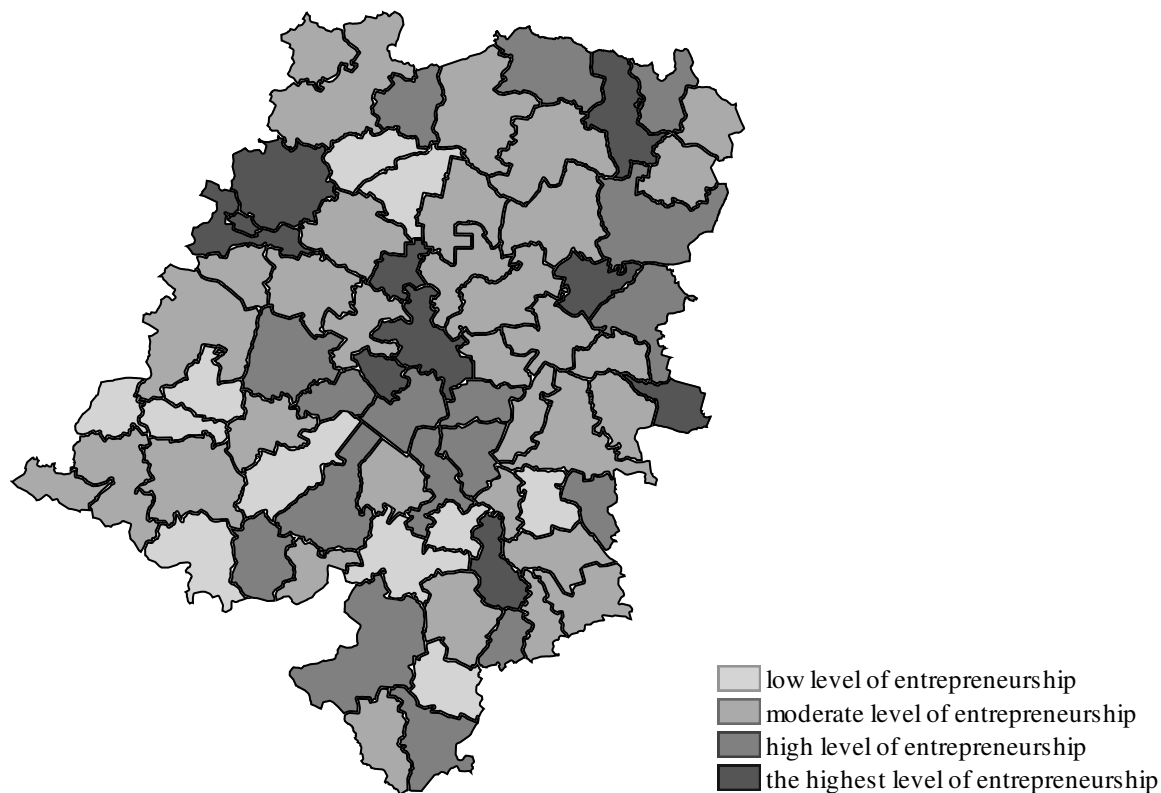 low level of entrepreneurship
moderate level of entrepreneurship
high level of entrepreneurship
the highest level of entrepreneurship